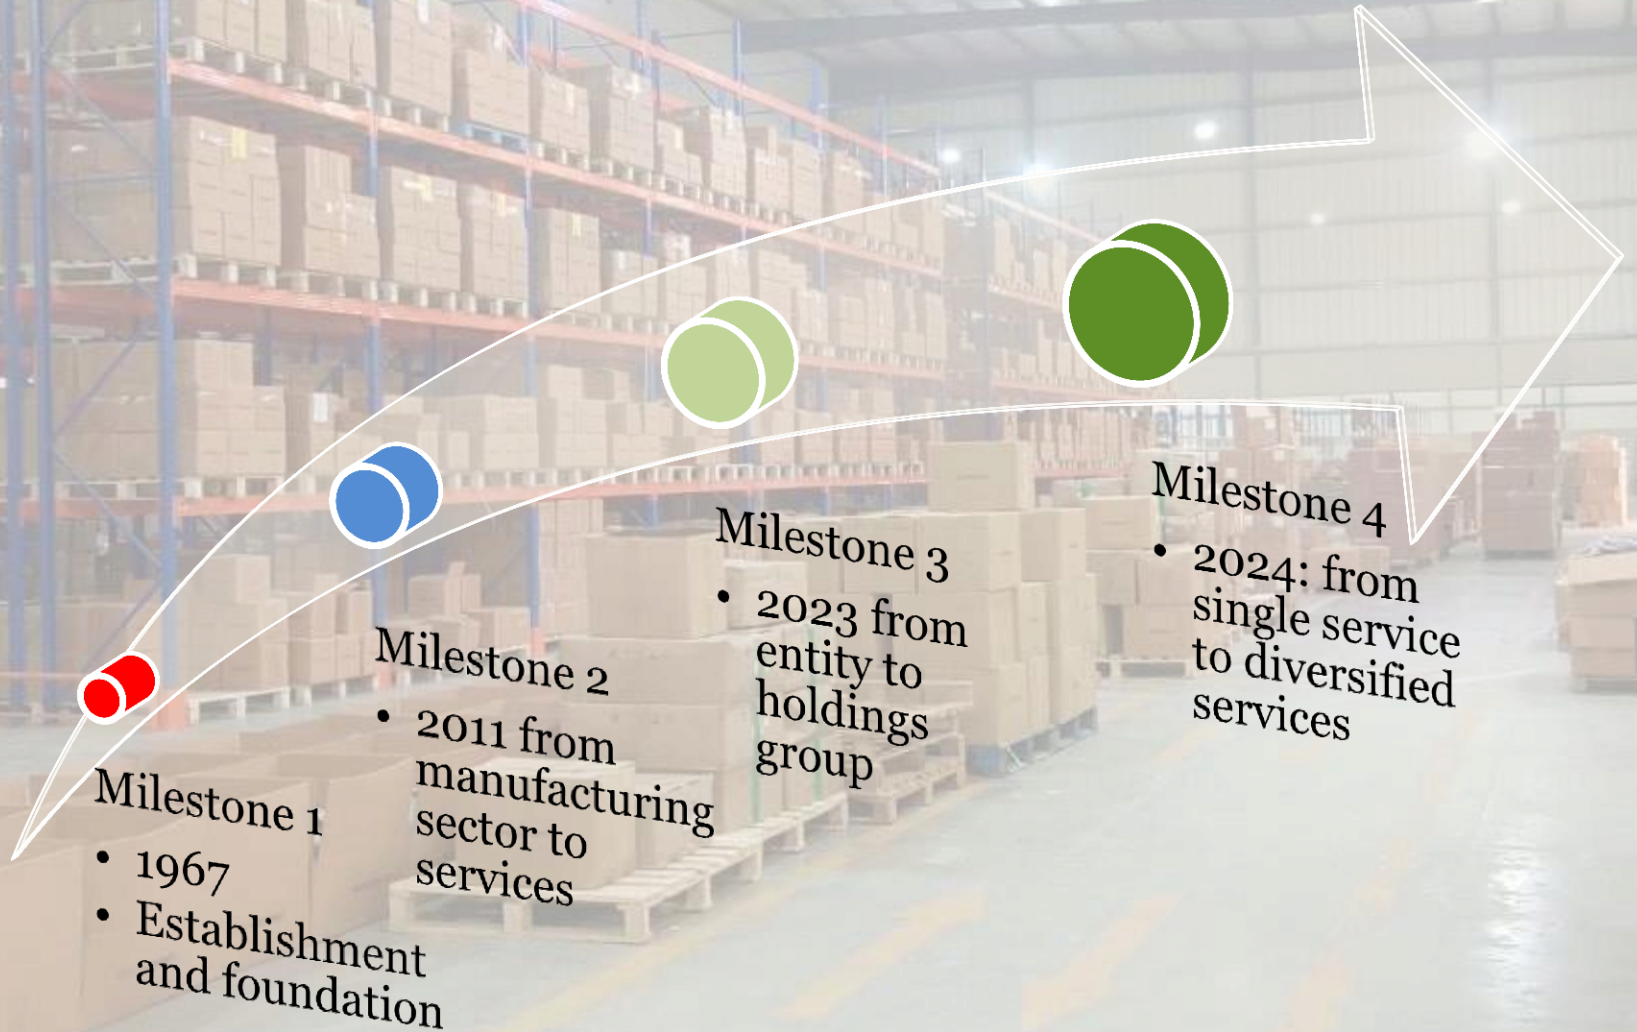 Milestone 1
• 1967
• Establishment
and foundation
Milestone 2
• 2011 from
manufacturing
sector to
services
Milestone 3
• 2023 from
entity to
holdings
group
Milestone 4
• 2024: from
single service
to diversified
services